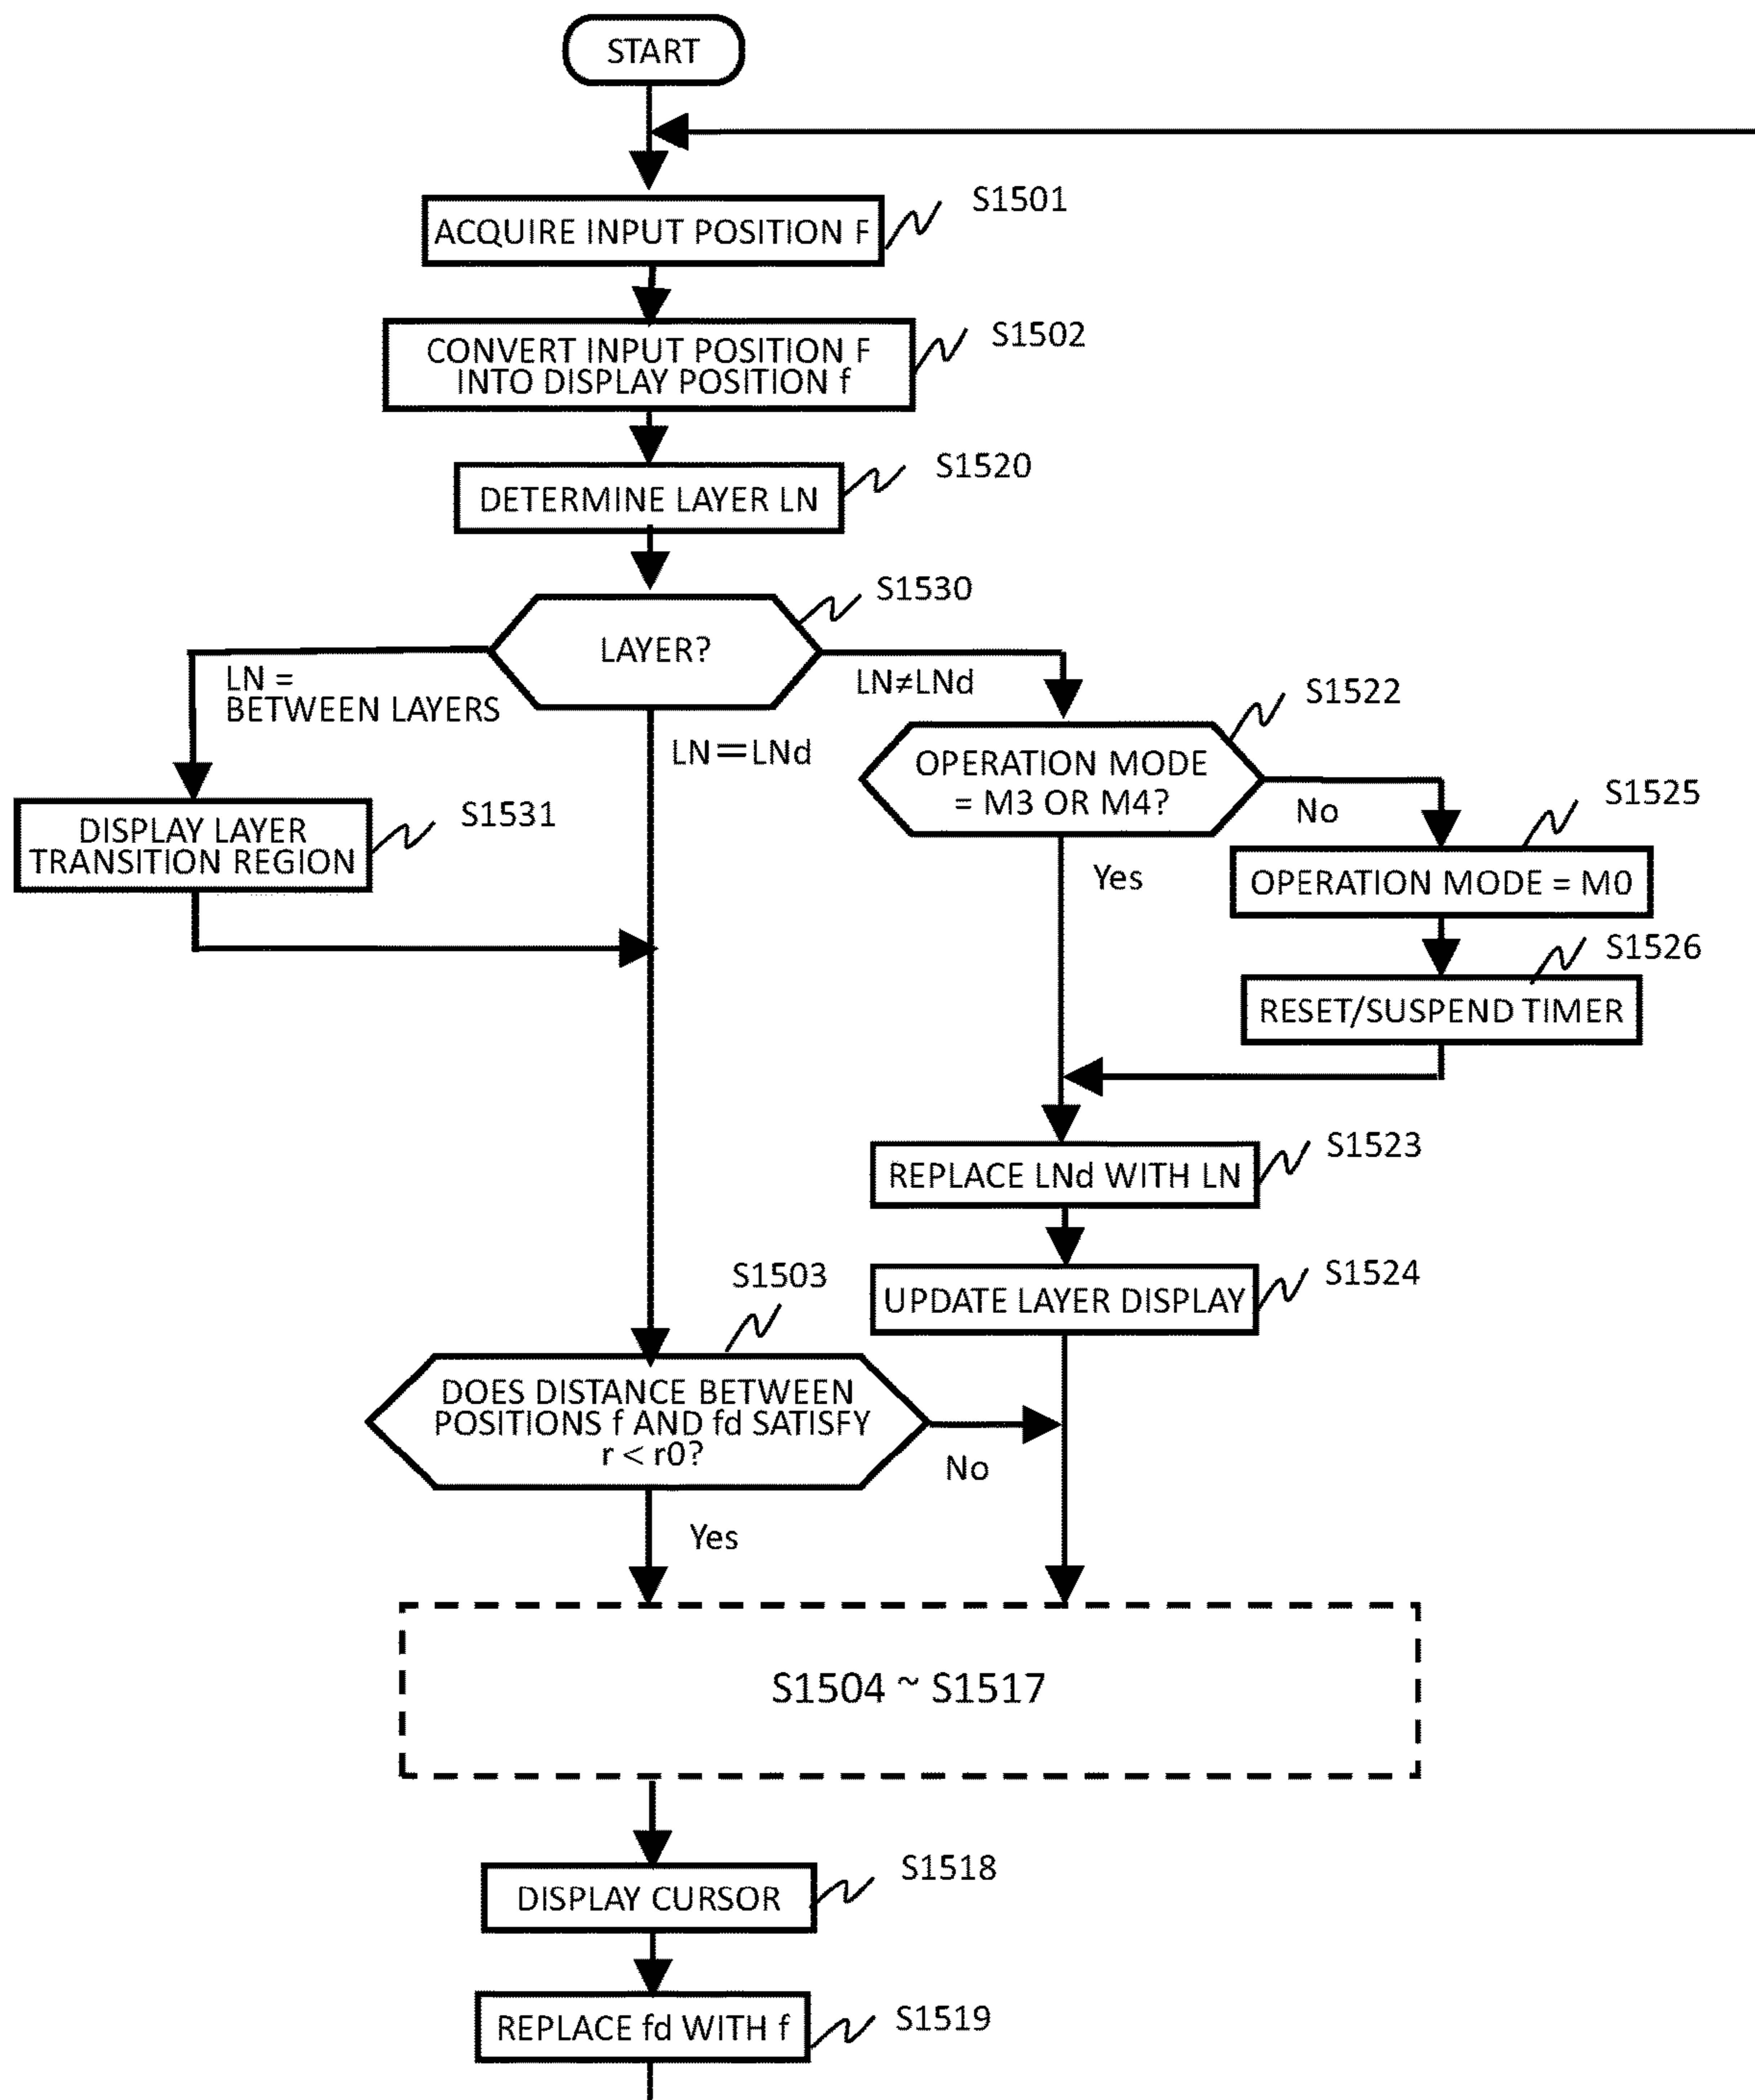 START
S1501
ACQUIRE INPUT POSITION F
S1502
CONVERT INPUT POSITION F
INTO DISPLAY POSITION f
S1520
DETERMINE LAYER LN
S1530
LAYER?
LN =
BETWEEN LAYERS
LN≠LNd
LN=LNd
S1522
OPERATION MODE
= M3 OR M4?
No
Yes
S1525
OPERATION MODE = M0
S1531
DISPLAY LAYER
TRANSITION REGION
S1526
RESET/SUSPEND TIMER
S1523
REPLACE LNd WITH LN
S1524
UPDATE LAYER DISPLAY
S1503
DOES DISTANCE BETWEEN
POSITIONS f AND fd SATISFY
r < r0?
No
Yes
S1504 ~ S1517
S1518
DISPLAY CURSOR
S1519
REPLACE fd WITH f